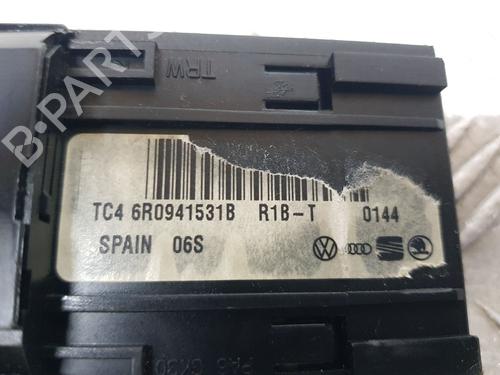 TRW
B-PARTS
TC4 6R0941531B R1B-T 0144
SPAIN 06S